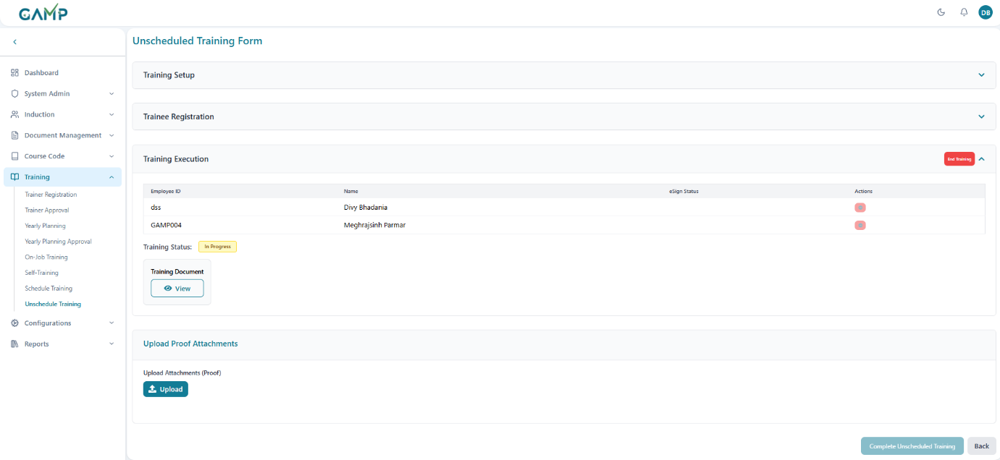 GAMP
DB
Unscheduled Training Form
Dashboard
System Admin
Induction
Document Management
Course Code
Training
Trainer Registration
Trainer Approval
Yearly Planning
Yearly Planning Approval
On-Job Training
Self-Training
Schedule Training
Unschedule Training
Configurations
Reports
Training Setup
Trainee Registration
Training Execution
End Training
Employee ID Name eSign Status Actions
dss Divy Bhadania
GAMP004 Meghrajsinh Parmar
Training Status: In Progress
Training Document
View
Upload Proof Attachments
Upload Attachments (Proof)
Upload
Complete Unscheduled Training Back